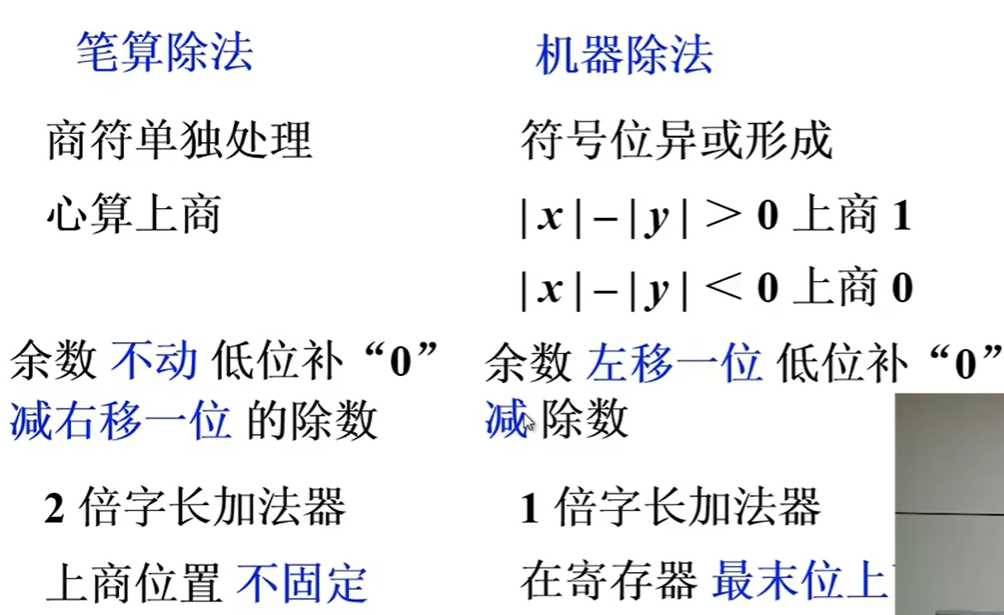 笔算除法 机器除法
商符单独处理 符号位异或形成
心算上商 |x|–|y| > 0 上商 1
|x|–|y| < 0 上商 0
余数 不动 低位补“0” 余数 左移一位 低位补“0”
减右移一位 的除数 减 除数
2 倍字长加法器 1 倍字长加法器
上商位置 不固定 在寄存器 最末位上